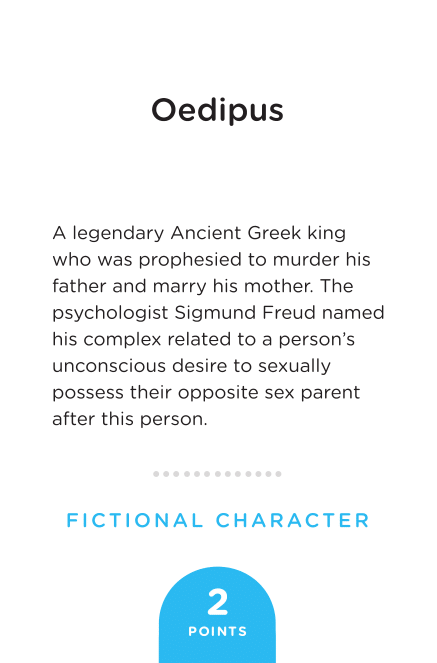 Oedipus
A legendary Ancient Greek king
who was prophesied to murder his
father and marry his mother. The
psychologist Sigmund Freud named
his complex related to a person’s
unconscious desire to sexually
possess their opposite sex parent
after this person.
FICTIONAL CHARACTER
2
POINTS